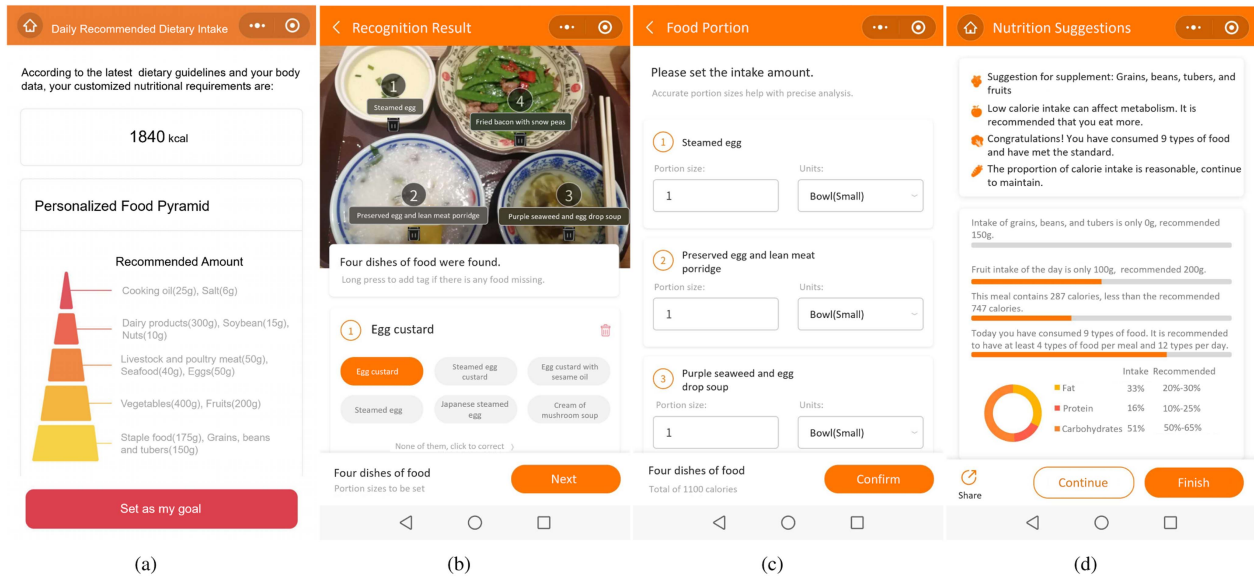 Daily Recommended Dietary Intake
According to the latest dietary guidelines and your body
data, your customized nutritional requirements are:
1840 kcal
Personalized Food Pyramid
Recommended Amount
Cooking oil(25g), Salt(6g)
Dairy products(300g), Soybean(15g),
Nuts(10g)
Livestock and poultry meat(50g),
Seafood(40g), Eggs(50g)
Vegetables(400g), Fruits(200g)
Staple food(175g), Grains, beans
and tubers(150g)
Set as my goal
(a)
Recognition Result
1
Steamed egg
4
Fried bacon with snow peas
2
Preserved egg and lean meat porridge
3
Purple seaweed and egg drop soup
Four dishes of food were found.
Long press to add tag if there is any food missing.
1 Egg custard
Egg custard
Steamed egg
custard
Egg custard with
sesame oil
Steamed egg
Japanese steamed
egg
Cream of
mushroom soup
None of them, click to correct
Four dishes of food
Portion sizes to be set
Next
(b)
Food Portion
Please set the intake amount.
Accurate portion sizes help with precise analysis.
1 Steamed egg
Portion size: Units:
1 Bowl(Small)
2 Preserved egg and lean meat
porridge
Portion size: Units:
1 Bowl(Small)
3 Purple seaweed and egg
drop soup
Portion size: Units:
1 Bowl(Small)
Four dishes of food
Total of 1100 calories
Confirm
(c)
Nutrition Suggestions
Suggestion for supplement: Grains, beans, tubers, and
fruits
Low calorie intake can affect metabolism. It is
recommended that you eat more.
Congratulations! You have consumed 9 types of food
and have met the standard.
The proportion of calorie intake is reasonable, continue
to maintain.
Intake of grains, beans, and tubers is only 0g, recommended
150g.
Fruit intake of the day is only 100g, recommended 200g.
This meal contains 287 calories, less than the recommended
747 calories.
Today you have consumed 9 types of food. It is recommended
to have at least 4 types of food per meal and 12 types per day.
Intake Recommended
Fat 33% 20%-30%
Protein 16% 10%-25%
Carbohydrates 51% 50%-65%
Share
Continue
Finish
(d)